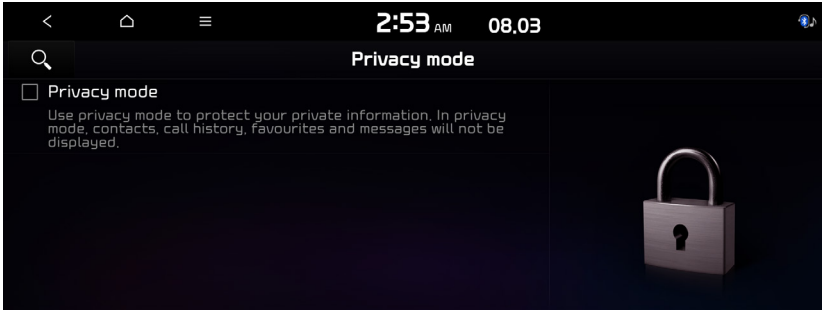 2:53 AM 08.03
Privacy mode
Privacy mode
Use privacy mode to protect your private information. In privacy
mode, contacts, call history, favourites and messages will not be
displayed.